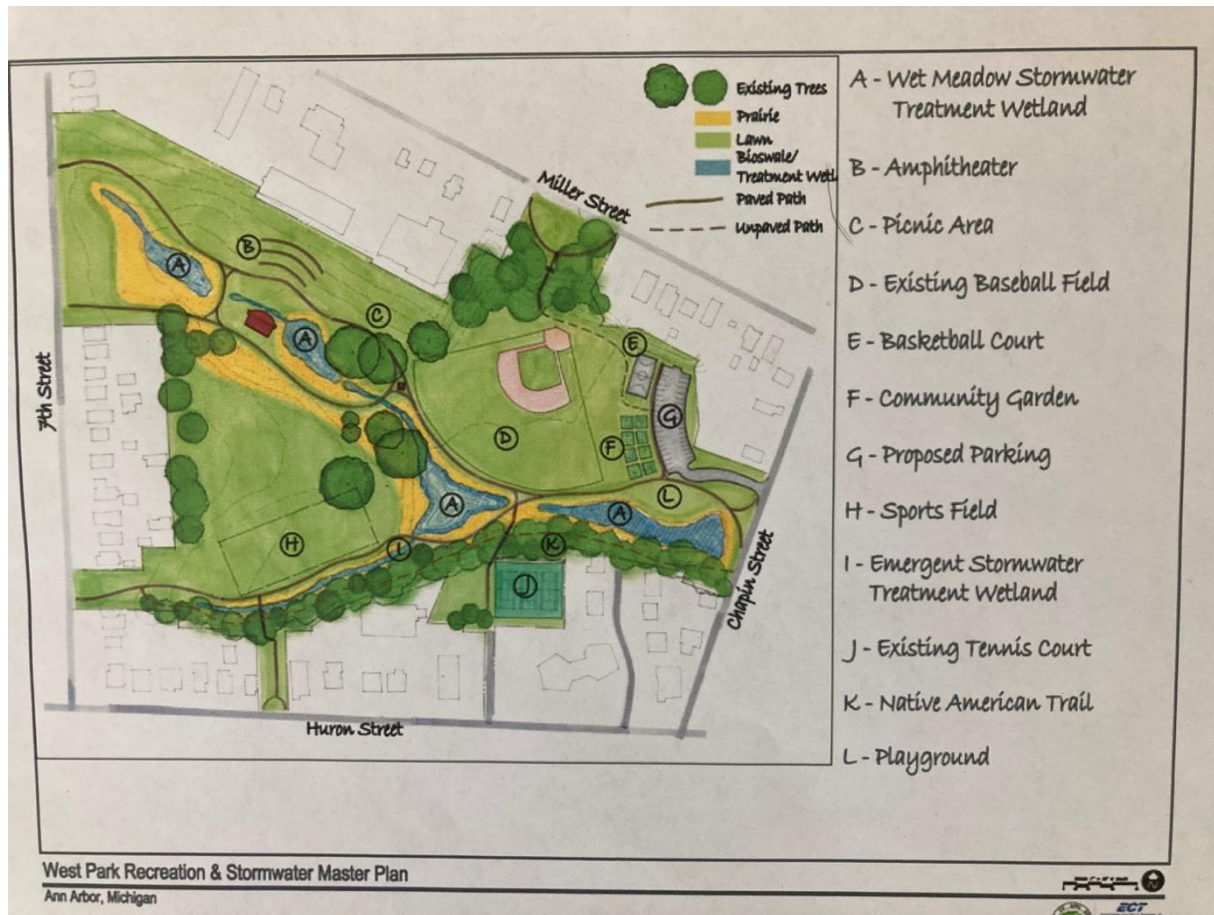 Existing Trees
Prairie
Lawn
Bioswale/
Treatment Wetl
Paved Path
Unpaved Path
Miller Street
7th Street
Chapin Street
Huron Street
A
B
A
C
D
E
F
G
A
L
A
H
I
K
J
A - Wet Meadow Stormwater
Treatment Wetland
B - Amphitheater
C - Picnic Area
D - Existing Baseball Field
E - Basketball Court
F - Community Garden
G - Proposed Parking
H - Sports Field
I - Emergent Stormwater
Treatment Wetland
J - Existing Tennis Court
K - Native American Trail
L - Playground
West Park Recreation & Stormwater Master Plan
Ann Arbor, Michigan
ECT